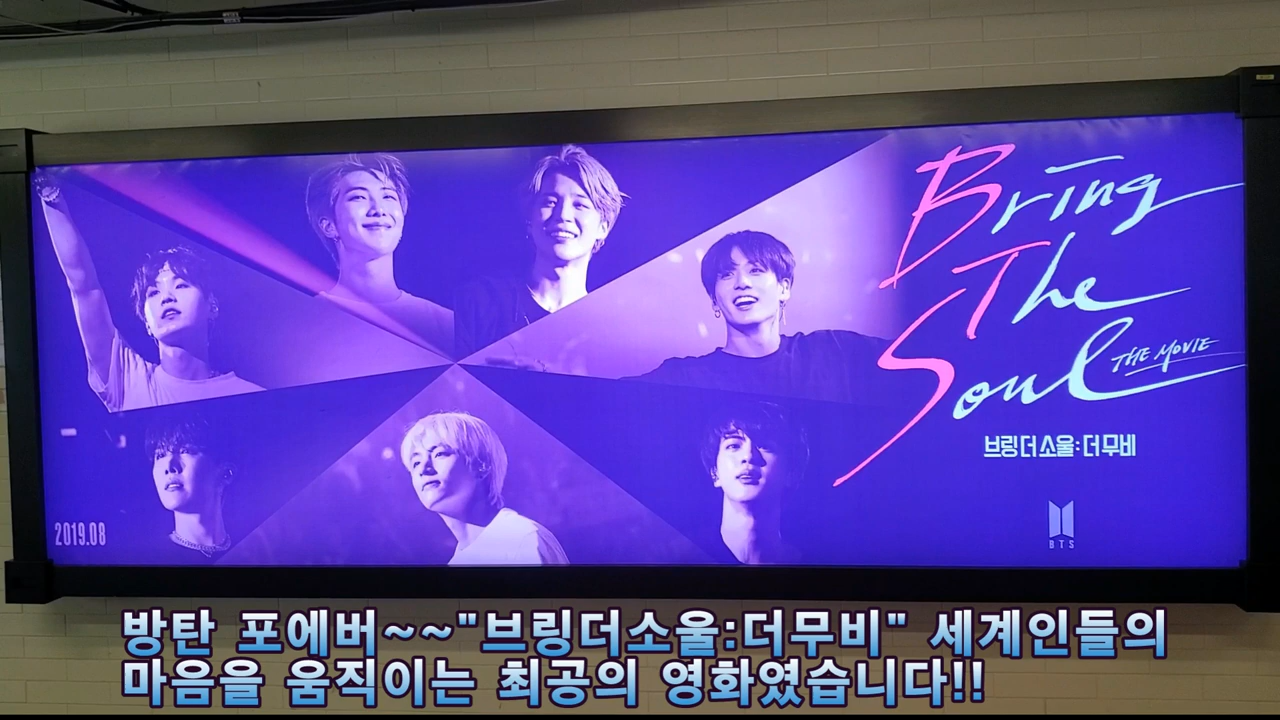 Bring
The
Soul
THE MOVIE
브링 더 소울: 더 무비
2019.08
BTS
방탄 포에버~~"브링더소울:더무비" 세계인들의
마음을 움직이는 최공의 영화였습니다!!